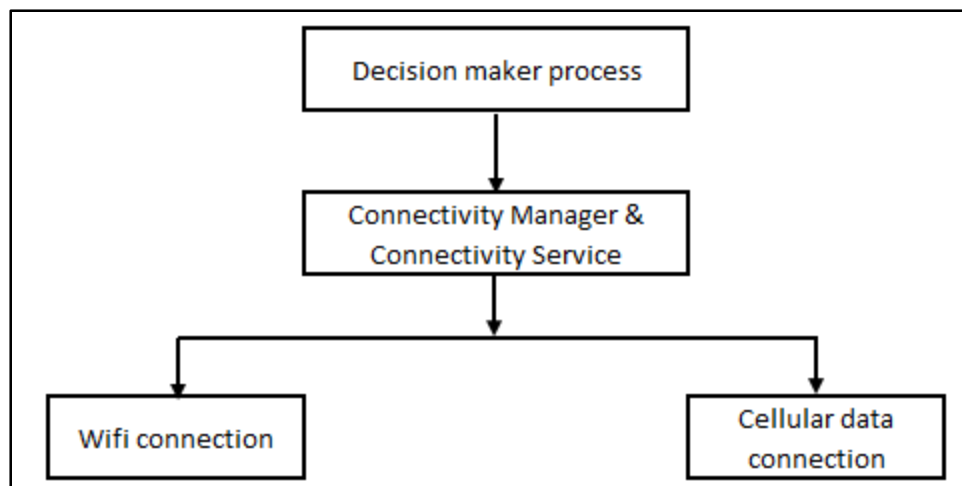 Decision maker process
Connectivity Manager &
Connectivity Service
Wifi connection
Cellular data
connection